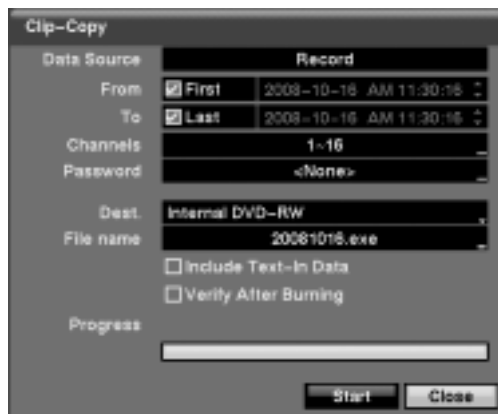 Clip-Copy
Data Source Record
From First 2008-10-16 AM 11:30:16
To Last 2008-10-16 AM 11:30:16
Channels 1~16
Password <None>
Dest. Internal DVD-RW
File name 20081016.exe
Include Text-In Data
Verify After Burning
Progress
Start Close